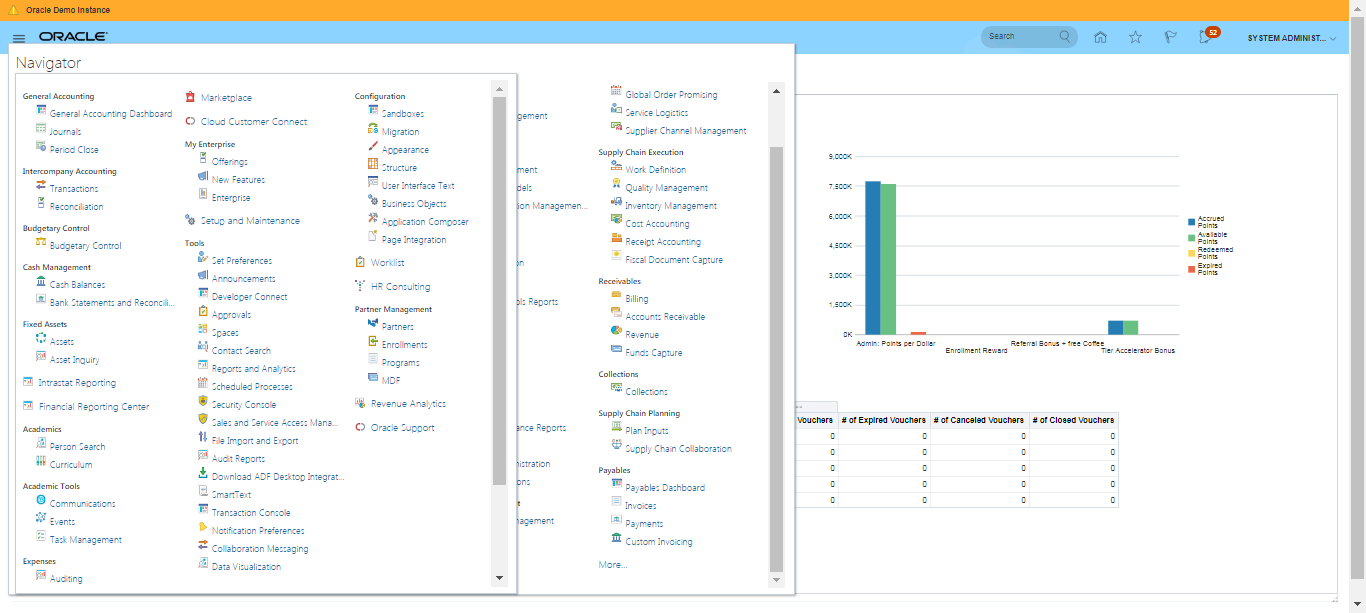 Oracle Demo Instance
ORACLE
Search
52
SYSTEM ADMINIST...
Navigator
General Accounting
General Accounting Dashboard
Journals
Period Close
Intercompany Accounting
Transactions
Reconciliation
Budgetary Control
Budgetary Control
Cash Management
Cash Balances
Bank Statements and Reconcili...
Fixed Assets
Assets
Asset Inquiry
Intrastat Reporting
Financial Reporting Center
Academics
Person Search
Curriculum
Academic Tools
Communications
Events
Task Management
Expenses
Auditing
Marketplace
Cloud Customer Connect
My Enterprise
Offerings
New Features
Enterprise
Setup and Maintenance
Tools
Set Preferences
Announcements
Developer Connect
Approvals
Spaces
Contact Search
Reports and Analytics
Scheduled Processes
Security Console
Sales and Service Access Mana...
File Import and Export
Audit Reports
Download ADF Desktop Integrat...
SmartText
Transaction Console
Notification Preferences
Collaboration Messaging
Data Visualization
Configuration
Sandboxes
Migration
Appearance
Structure
User Interface Text
Business Objects
Application Composer
Page Integration
Worklist
HR Consulting
Partner Management
Partners
Enrollments
Programs
MDF
Revenue Analytics
Oracle Support
gement
ment
dels
ion Managemen...
on
ols Reports
ance Reports
nistration
ons
t
nagement
Global Order Promising
Service Logistics
Supplier Channel Management
Supply Chain Execution
Work Definition
Quality Management
Inventory Management
Cost Accounting
Receipt Accounting
Fiscal Document Capture
Receivables
Billing
Accounts Receivable
Revenue
Funds Capture
Collections
Collections
Supply Chain Planning
Plan Inputs
Supply Chain Collaboration
Payables
Payables Dashboard
Invoices
Payments
Custom Invoicing
More...
9,000K
7,500K
6,000K
4,500K
3,000K
1,500K
0K
Admin: Points per Dollar
Enrollment Reward
Referral Bonus + free Coffee
Tier Accelerator Bonus
Accrued
Points
Available
Points
Redeemed
Points
Expired
Points
Vouchers # of Expired Vouchers # of Canceled Vouchers # of Closed Vouchers
0 0 0 0
0 0 0 0
0 0 0 0
0 0 0 0
0 0 0 0